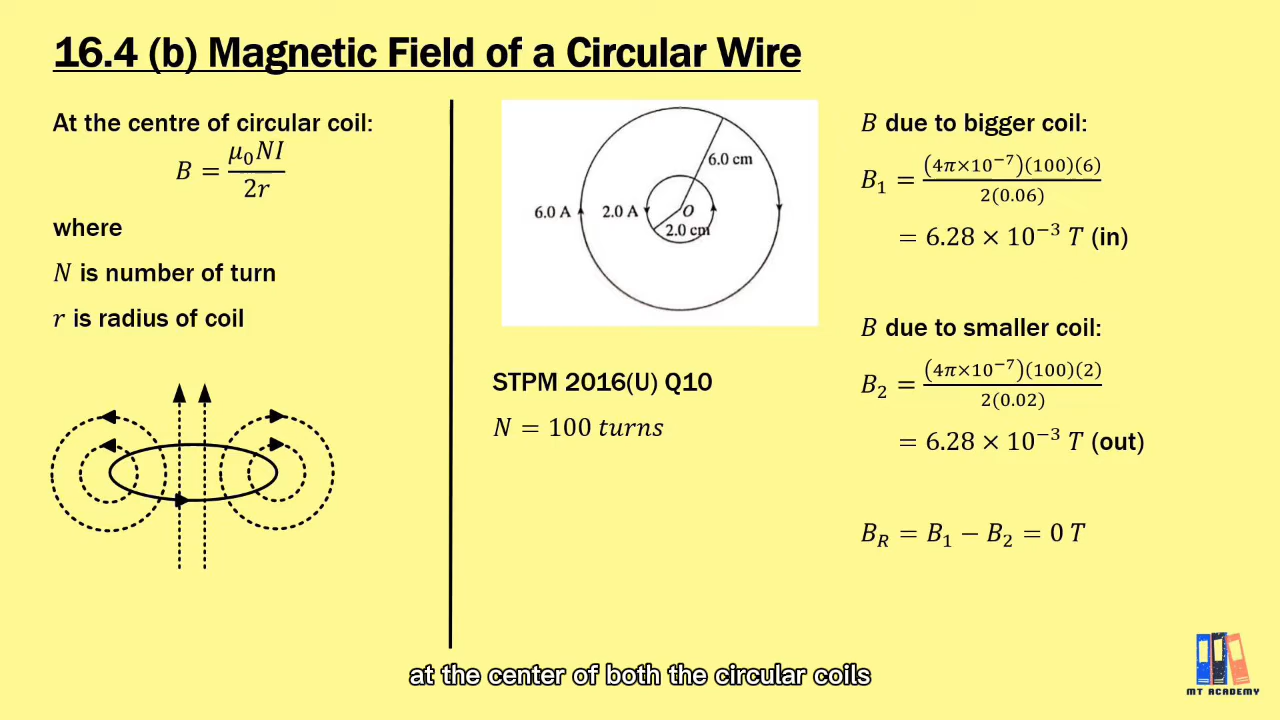 16.4 (b) Magnetic Field of a Circular Wire
At the centre of circular coil:
B = μ₀NI / 2r
where
N is number of turn
r is radius of coil
6.0 cm
6.0 A
2.0 A
O
2.0 cm
STPM 2016(U) Q10
N = 100 turns
B due to bigger coil:
B₁ = (4π×10⁻⁷)(100)(6) / 2(0.06)
= 6.28 × 10⁻³ T (in)
B due to smaller coil:
B₂ = (4π×10⁻⁷)(100)(2) / 2(0.02)
= 6.28 × 10⁻³ T (out)
B_R = B₁ − B₂ = 0 T
at the center of both the circular coils
MT ACADEMY